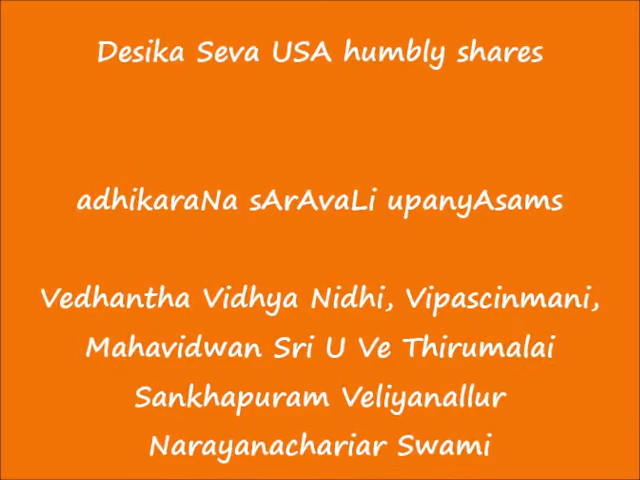 Desika Seva USA humbly shares
adhikaraNa sArAvaLi upanyAsams
Vedhantha Vidhya Nidhi, Vipascinmani,
Mahavidwan Sri U Ve Thirumalai
Sankhapuram Veliyanallur
Narayanachariar Swami